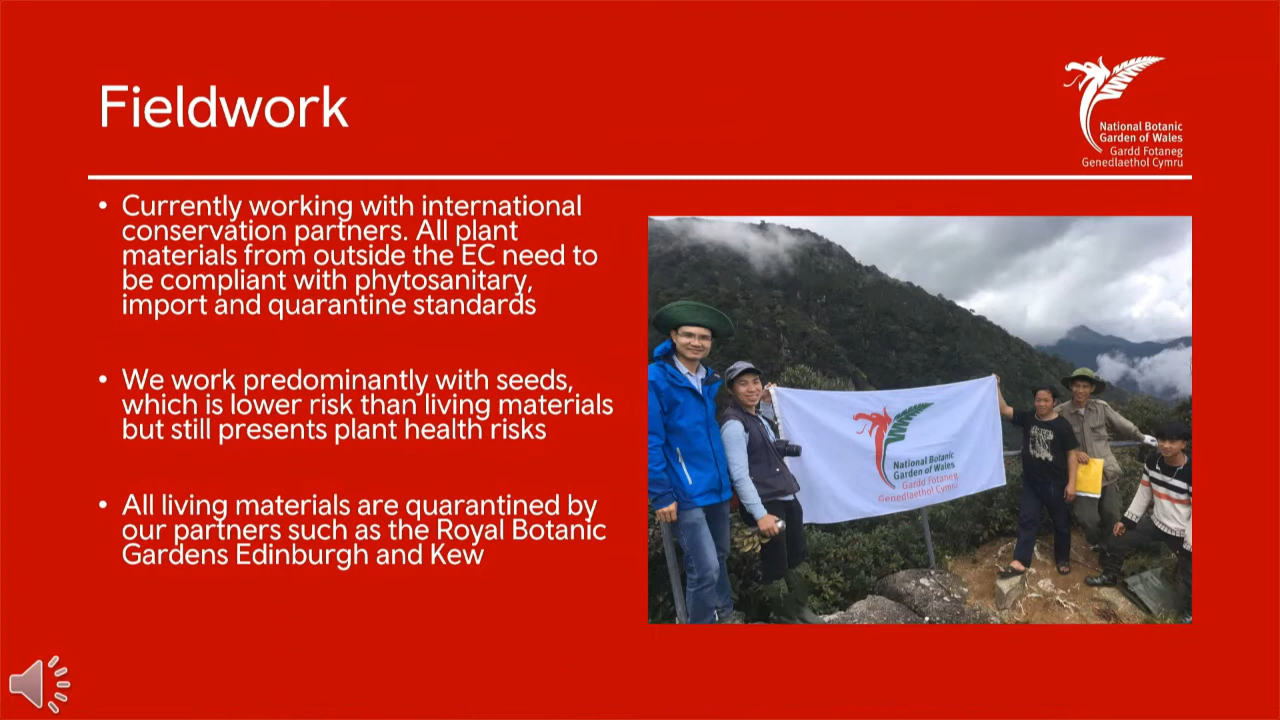 Fieldwork
National Botanic
Garden of Wales
Gardd Fotaneg
Genedlaethol Cymru
• Currently working with international
conservation partners. All plant
materials from outside the EC need to
be compliant with phytosanitary,
import and quarantine standards
• We work predominantly with seeds,
which is lower risk than living materials
but still presents plant health risks
• All living materials are quarantined by
our partners such as the Royal Botanic
Gardens Edinburgh and Kew
National Botanic
Garden of Wales
Gardd Fotaneg
Genedlaethol Cymru